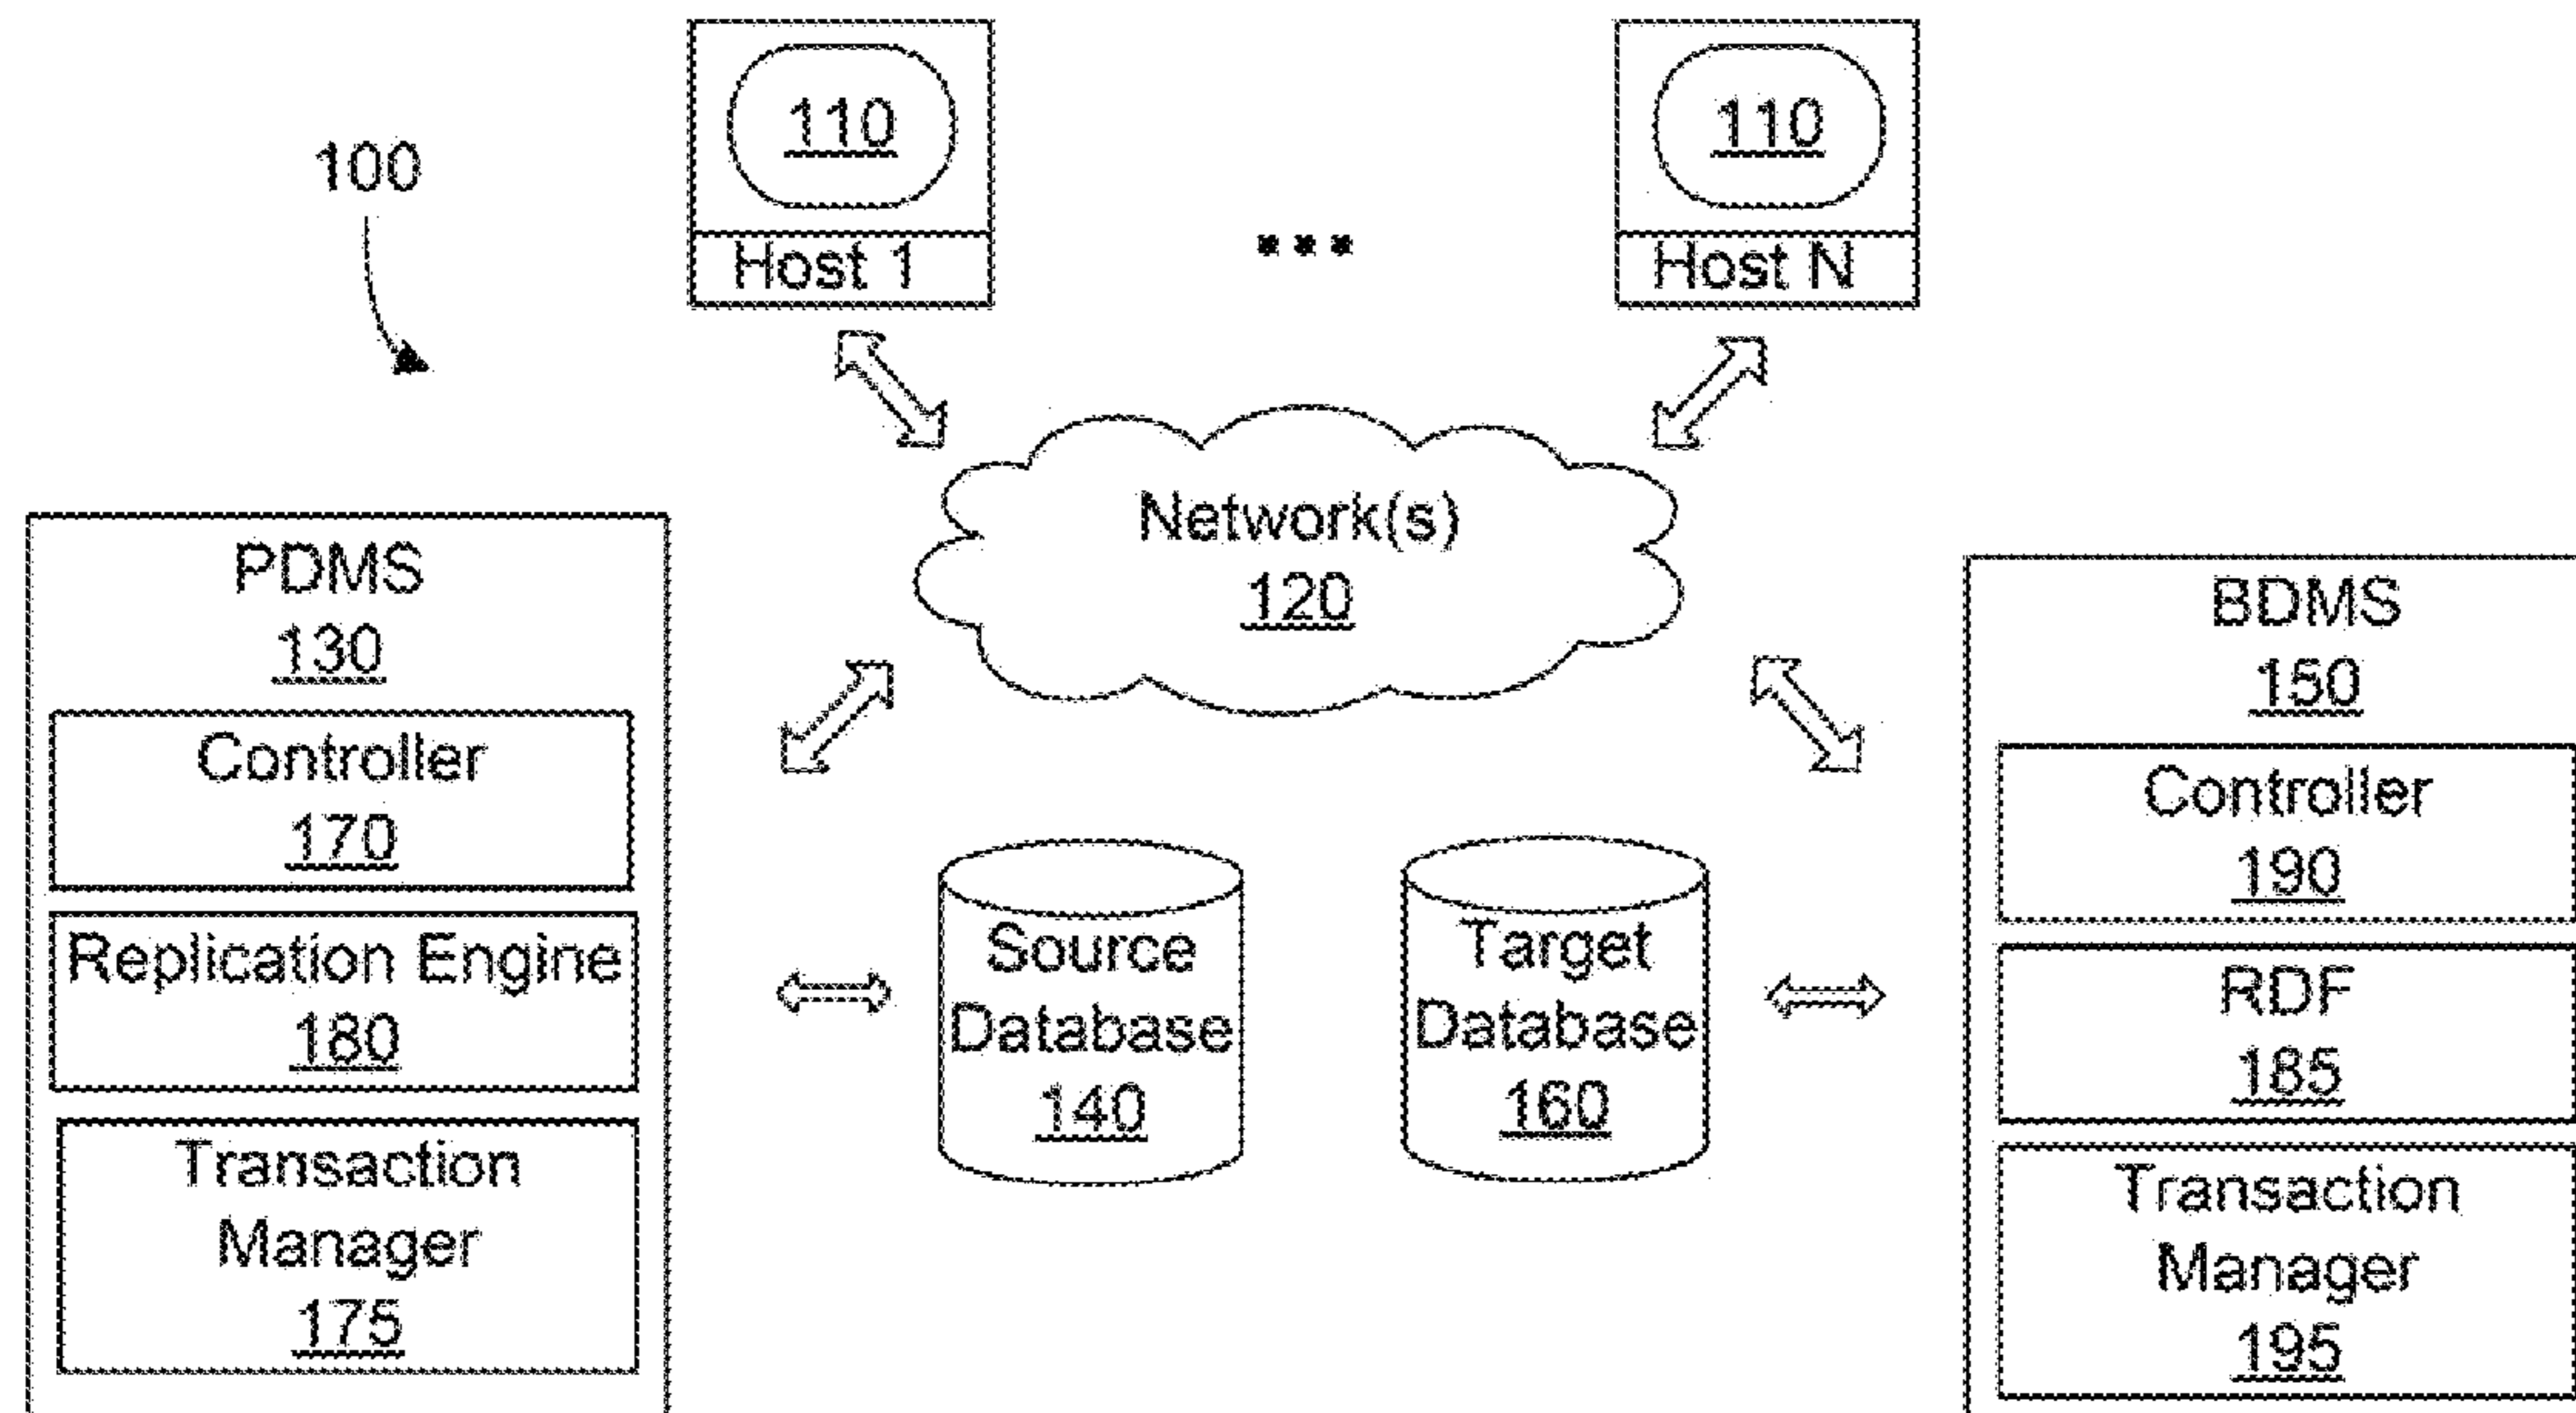 100
110
Host 1
...
110
Host N
Network(s)
120
PDMS
130
Controller
170
Replication Engine
180
Transaction
Manager
175
Source
Database
140
Target
Database
160
BDMS
150
Controller
190
RDF
185
Transaction
Manager
195